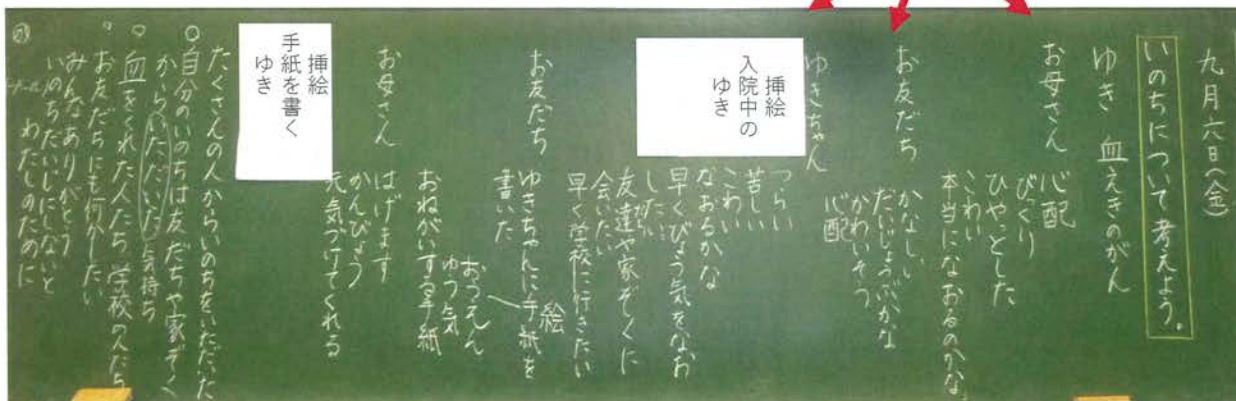 九月六日(金)
いのちについて考えよう。
ゆき 血えきのがん
お母さん
心配
びっくり
ひやっとした
こわい
本当になおるのかな
お友だち
かなしい
だいじょうぶかな
かわいそう
心配
ゆきちゃん
つらい
苦しい
こわい
なおるかな
早くびょう気をなお
したい
友達や家ぞくに
会いたい
早く学校に行きたい
挿絵
入院中の
ゆき
お友だち
ゆきちゃんに手紙を
書いた
絵
おうえん
ゆう気
おねがいする手紙
お母さん
はげます
かんびょう
元気づけてくれる
挿絵
手紙を書く
ゆき
たくさんの人からいのちをいただいた
自分のいのちは友だちや家ぞく
からいただいた気持ち
血をくれた人たち 学校の人たち
お友だちにも何かしたい
みんなありがとう
いのちだいじにしないと
わたしのために